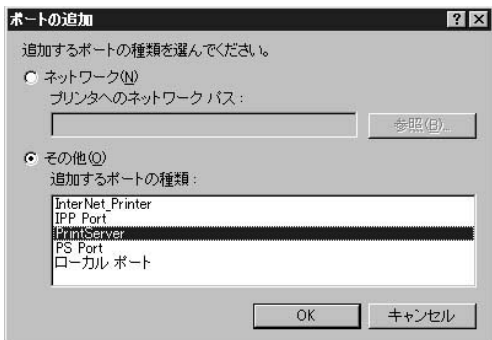 ポートの追加
追加するポートの種類を選んでください。
ネットワーク(N)
プリンタへのネットワーク パス:
参照(B)...
その他(O)
追加するポートの種類:
InterNet_Printer
IPP Port
PrintServer
PS Port
ローカル ポート
OK
キャンセル